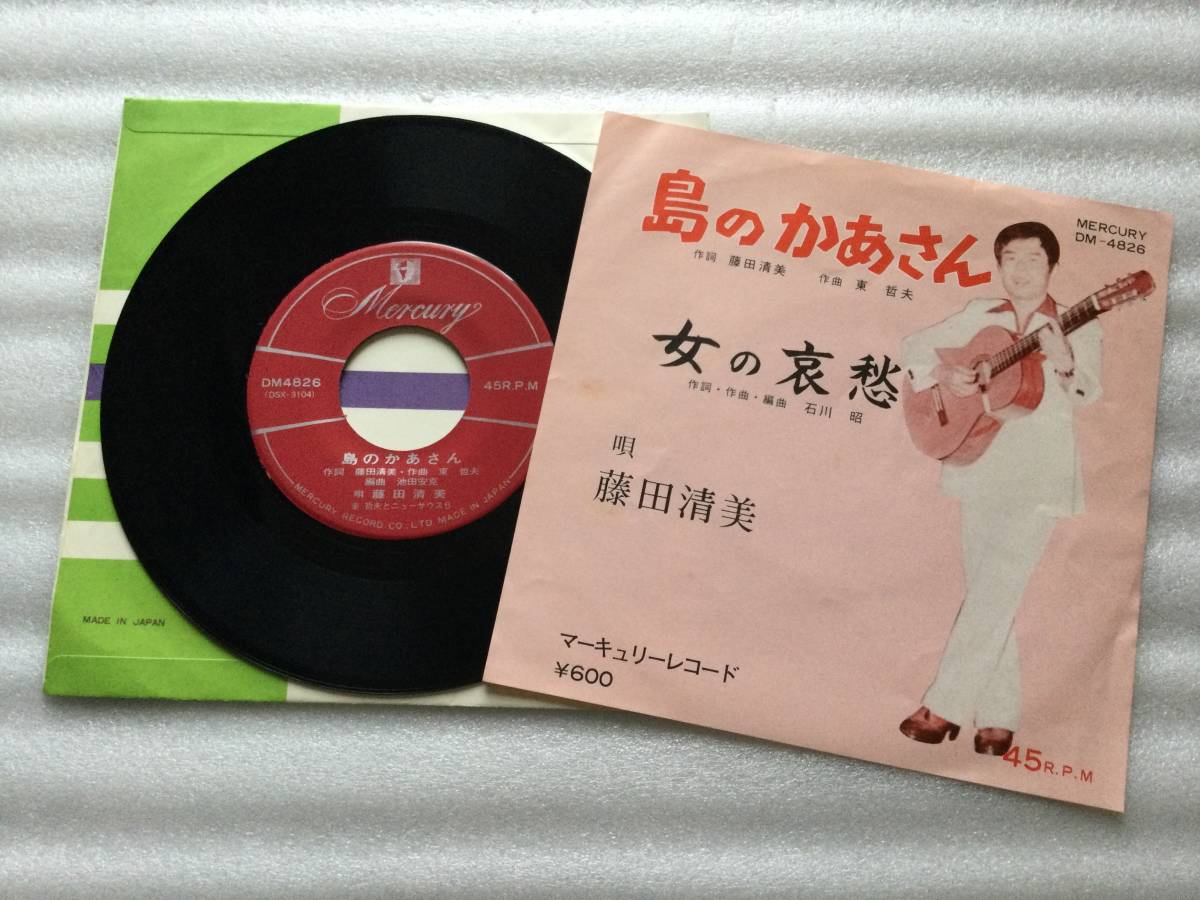 Mercury
DM4826
(DSX-3104)
45R.P.M
島のかあさん
作詞 藤田清美・作曲 東 哲夫
編曲 池田安克
唄 藤田清美
MERCURY RECORD CO., LTD MADE IN JAPAN
MADE IN JAPAN
MERCURY
DM-4826
島のかあさん
作詞 藤田清美 作曲 東 哲夫
女の哀愁
作詞・作曲・編曲 石川 昭
唄
藤田清美
マーキュリーレコード
¥600
45R.P.M